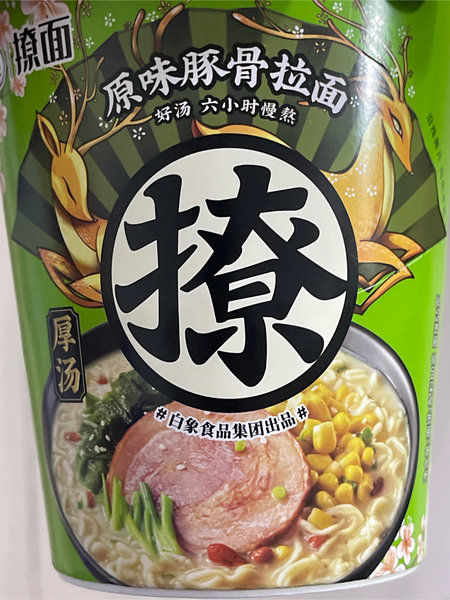 撩面
原味豚骨拉面
好汤 六小时慢熬
撩
厚汤
#白象食品集团出品#